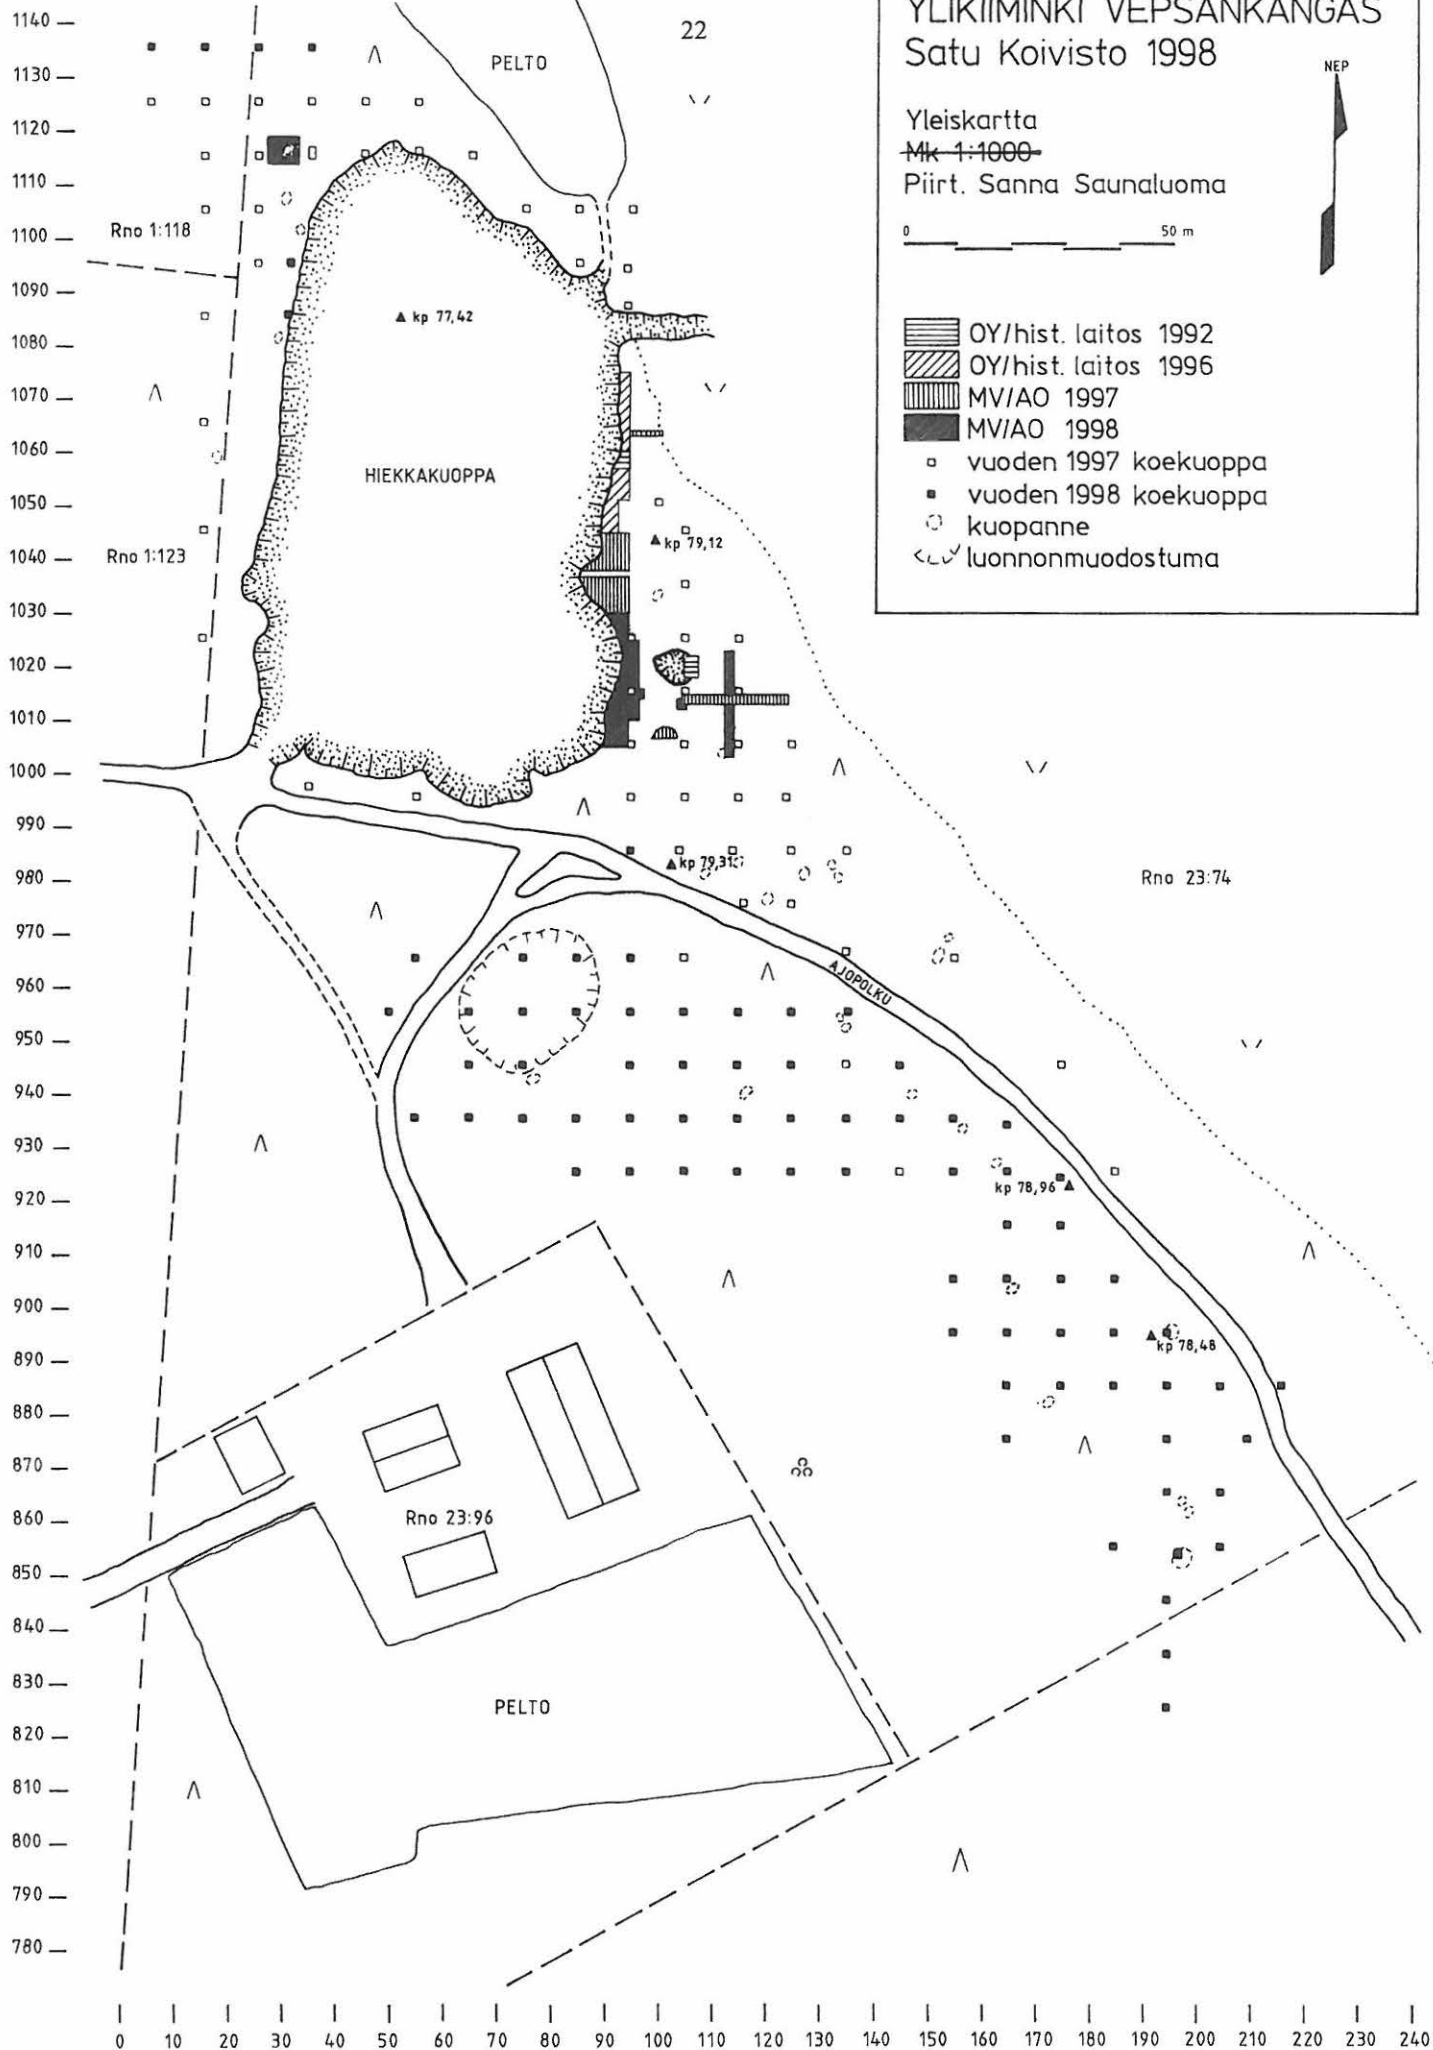 22
YLIKIIMINKI VEPSÄNKANGAS
Satu Koivisto 1998
Yleiskartta
Mk 1:1000
Piirt. Sanna Saunaluoma
0 50 m
NEP
OY/hist. laitos 1992
OY/hist. laitos 1996
MV/AO 1997
MV/AO 1998
vuoden 1997 koekuoppa
vuoden 1998 koekuoppa
kuopanne
luonnonmuodostuma
PELTO
Rno 1:118
kp 77,42
HIEKKAKUOPPA
kp 79,12
Rno 1:123
kp 79,31
Rno 23:74
AJOPOLKU
kp 78,96
kp 78,48
Rno 23:96
PELTO
1140
1130
1120
1110
1100
1090
1080
1070
1060
1050
1040
1030
1020
1010
1000
990
980
970
960
950
940
930
920
910
900
890
880
870
860
850
840
830
820
810
800
790
780
0 10 20 30 40 50 60 70 80 90 100 110 120 130 140 150 160 170 180 190 200 210 220 230 240